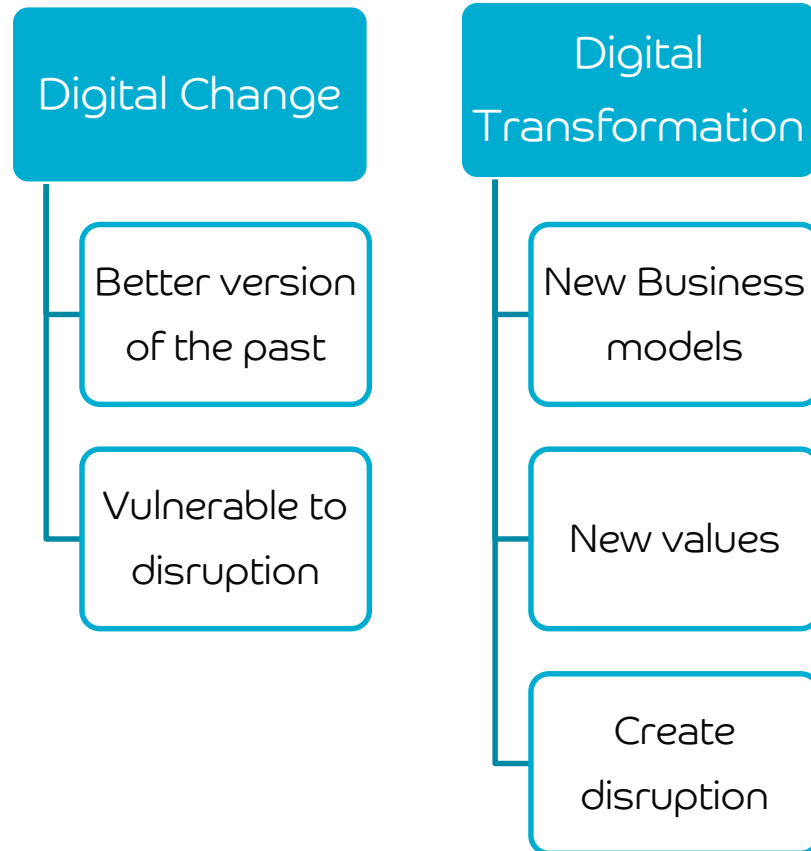 Digital Change
Better version
of the past
Vulnerable to
disruption
Digital
Transformation
New Business
models
New values
Create
disruption